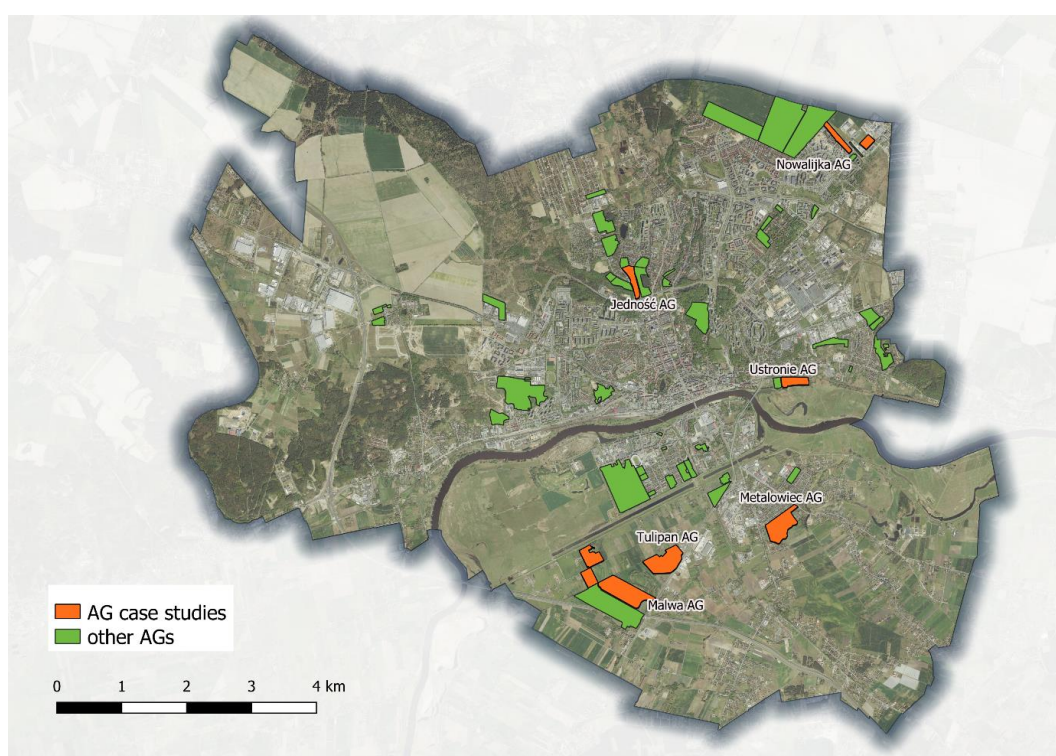 Nowalijka AG
Jedność AG
Ustronie AG
Metalowiec AG
Tulipan AG
Malwa AG
AG case studies
other AGs
0 1 2 3 4 km